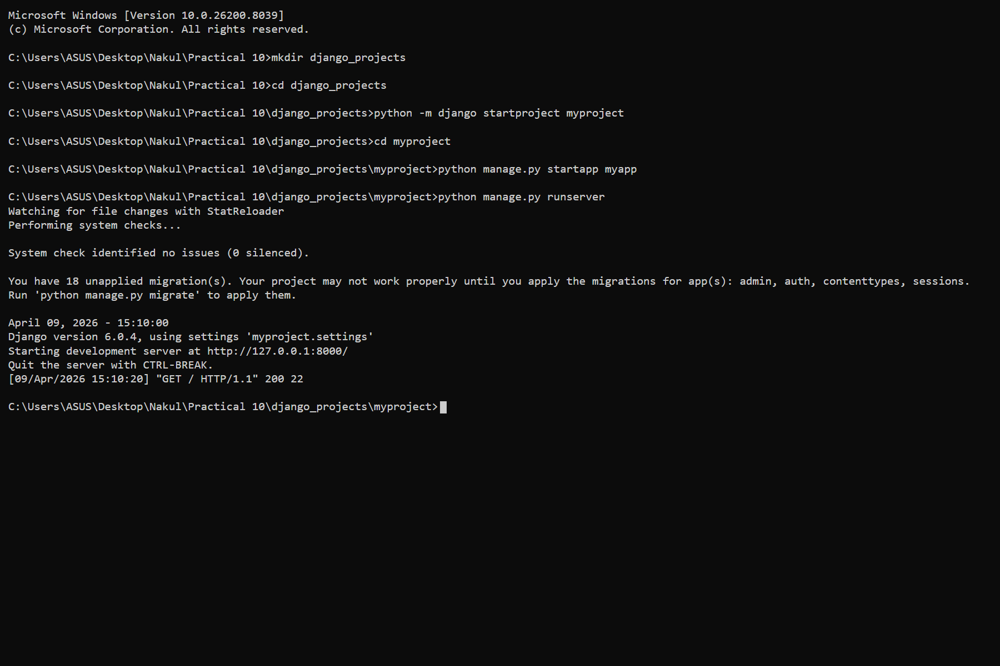 Microsoft Windows [Version 10.0.26200.8039]
(c) Microsoft Corporation. All rights reserved.
C:\Users\ASUS\Desktop\Nakul\Practical 10>mkdir django_projects
C:\Users\ASUS\Desktop\Nakul\Practical 10>cd django_projects
C:\Users\ASUS\Desktop\Nakul\Practical 10\django_projects>python -m django startproject myproject
C:\Users\ASUS\Desktop\Nakul\Practical 10\django_projects>cd myproject
C:\Users\ASUS\Desktop\Nakul\Practical 10\django_projects\myproject>python manage.py startapp myapp
C:\Users\ASUS\Desktop\Nakul\Practical 10\django_projects\myproject>python manage.py runserver
Watching for file changes with StatReloader
Performing system checks...
System check identified no issues (0 silenced).
You have 18 unapplied migration(s). Your project may not work properly until you apply the migrations for app(s): admin, auth, contenttypes, sessions.
Run 'python manage.py migrate' to apply them.
April 09, 2026 - 15:10:00
Django version 6.0.4, using settings 'myproject.settings'
Starting development server at http://127.0.0.1:8000/
Quit the server with CTRL-BREAK.
[09/Apr/2026 15:10:20] "GET / HTTP/1.1" 200 22
C:\Users\ASUS\Desktop\Nakul\Practical 10\django_projects\myproject>